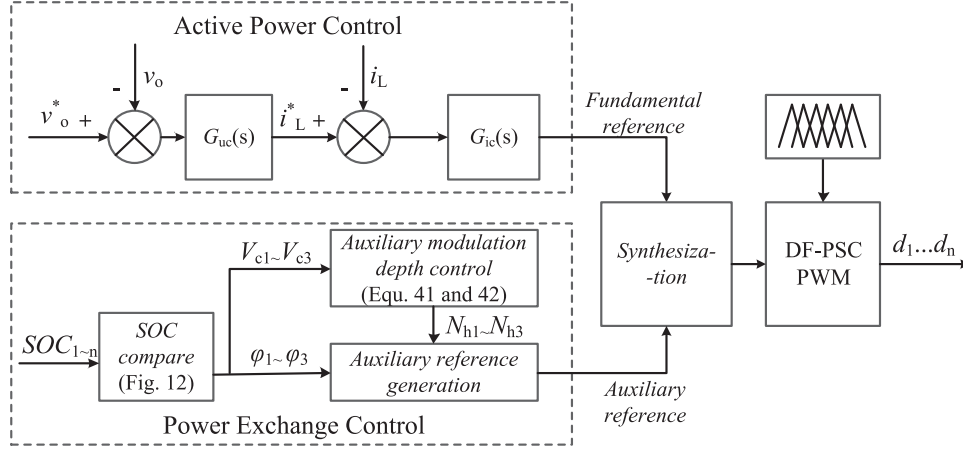 Active Power Control
v*o +
-
vo
Guc(s)
i*L +
-
iL
Gic(s)
Fundamental
reference
Synthesiza-
-tion
DF-PSC
PWM
d1...dn
SOC1~n
SOC
compare
(Fig. 12)
Vc1~Vc3
φ1~φ3
Auxiliary modulation
depth control
(Equ. 41 and 42)
Nh1~Nh3
Auxiliary reference
generation
Auxiliary
reference
Power Exchange Control